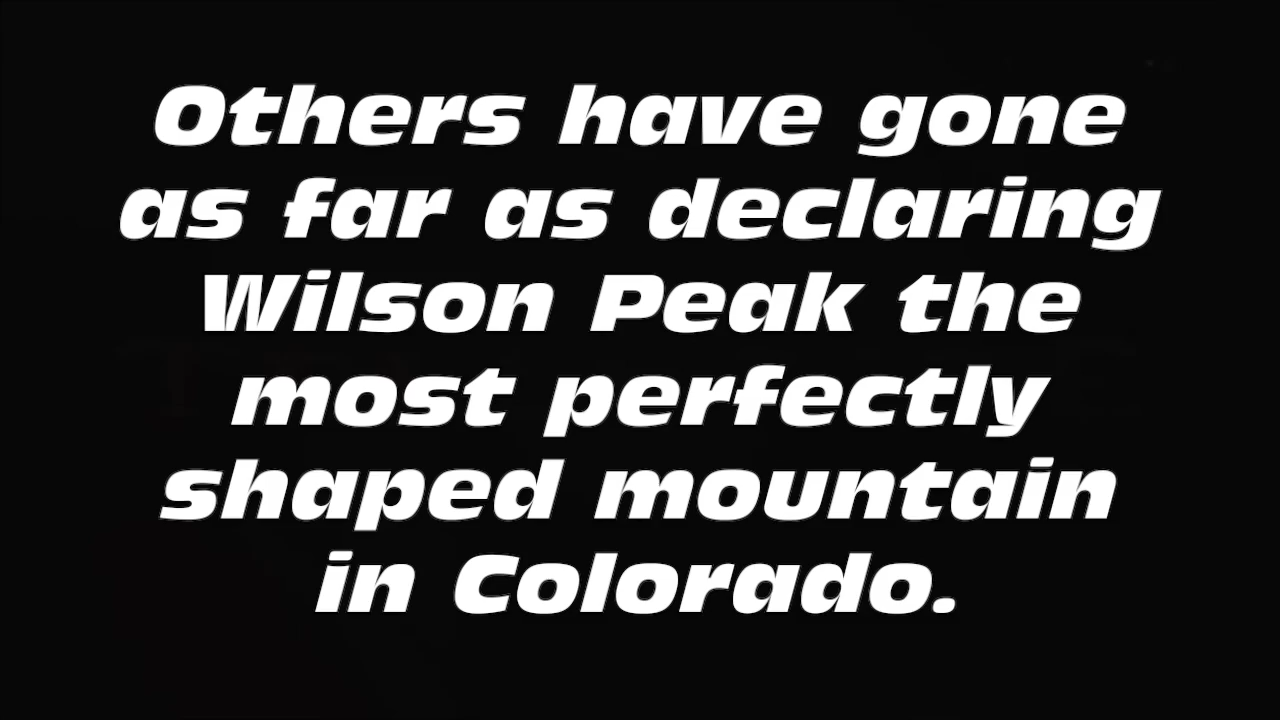 Others have gone
as far as declaring
Wilson Peak the
most perfectly
shaped mountain
in Colorado.